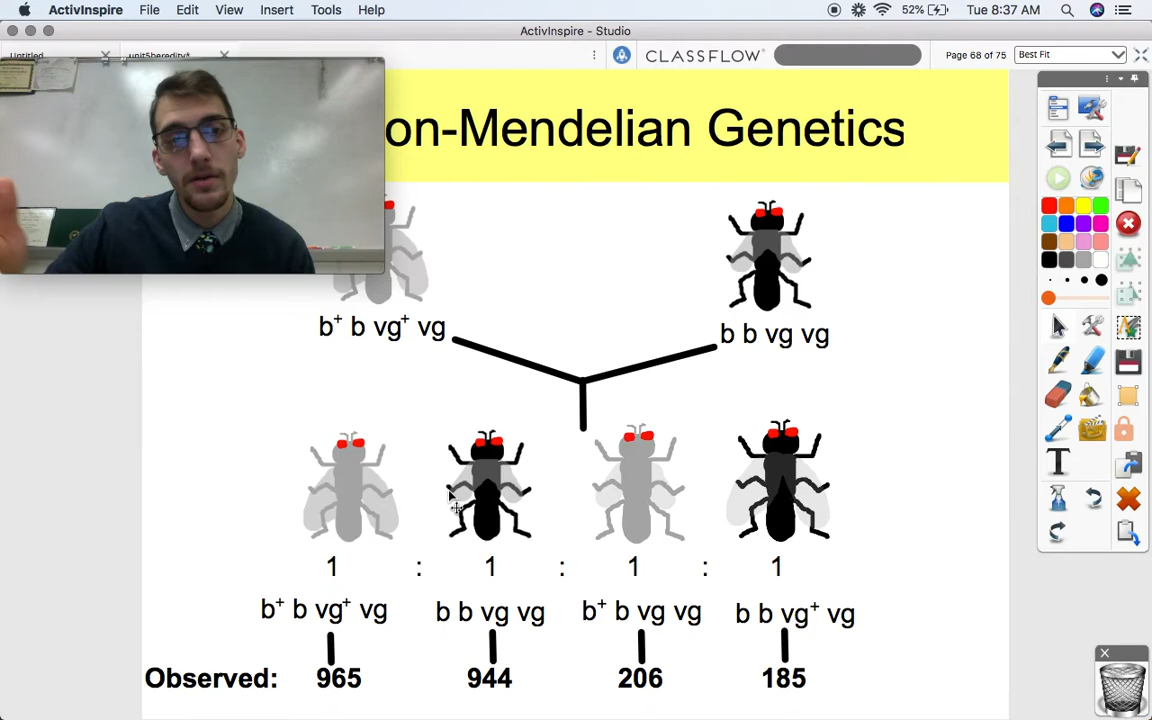 ActivInspire File Edit View Insert Tools Help 52% Tue 8:37 AM
ActivInspire - Studio
Untitled unit5heredity* CLASSFLOW® Page 68 of 75 Best Fit
on-Mendelian Genetics
b+ b vg+ vg b b vg vg
1 : 1 : 1 : 1
b+ b vg+ vg b b vg vg b+ b vg vg b b vg+ vg
Observed: 965 944 206 185
T